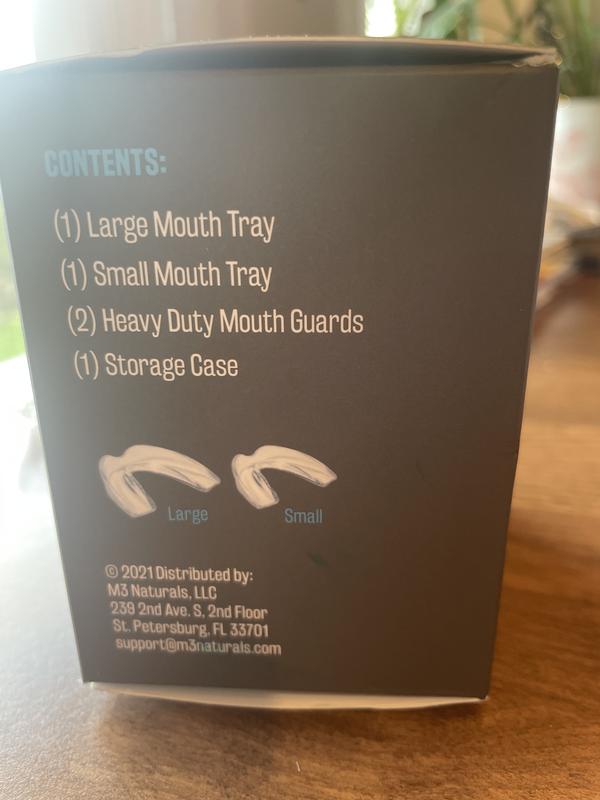 CONTENTS:
(1) Large Mouth Tray
(1) Small Mouth Tray
(2) Heavy Duty Mouth Guards
(1) Storage Case
Large Small
© 2021 Distributed by:
M3 Naturals, LLC
239 2nd Ave. S, 2nd Floor
St. Petersburg, FL 33701
support@m3naturals.com